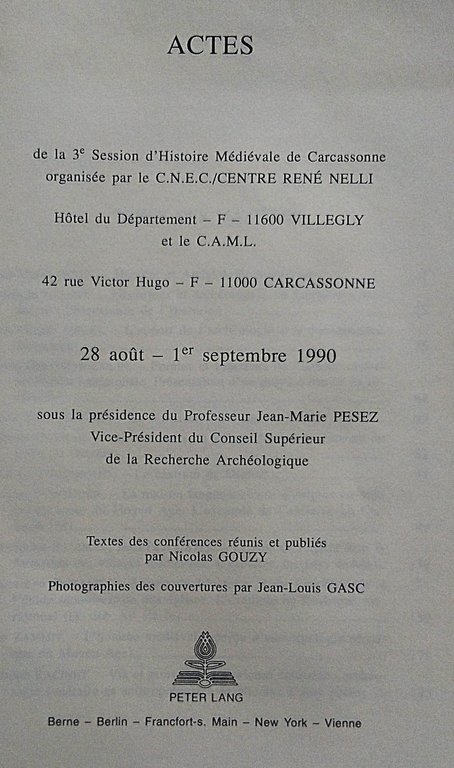 ACTES
de la 3e Session d'Histoire Médiévale de Carcassonne
organisée par le C.N.E.C./CENTRE RENÉ NELLI
Hôtel du Département – F – 11600 VILLEGLY
et le C.A.M.L.
42 rue Victor Hugo – F – 11000 CARCASSONNE
28 août – 1er septembre 1990
sous la présidence du Professeur Jean-Marie PESEZ
Vice-Président du Conseil Supérieur
de la Recherche Archéologique
Textes des conférences réunis et publiés
par Nicolas GOUZY
Photographies des couvertures par Jean-Louis GASC
PETER LANG
Berne – Berlin – Francfort-s. Main – New York – Vienne